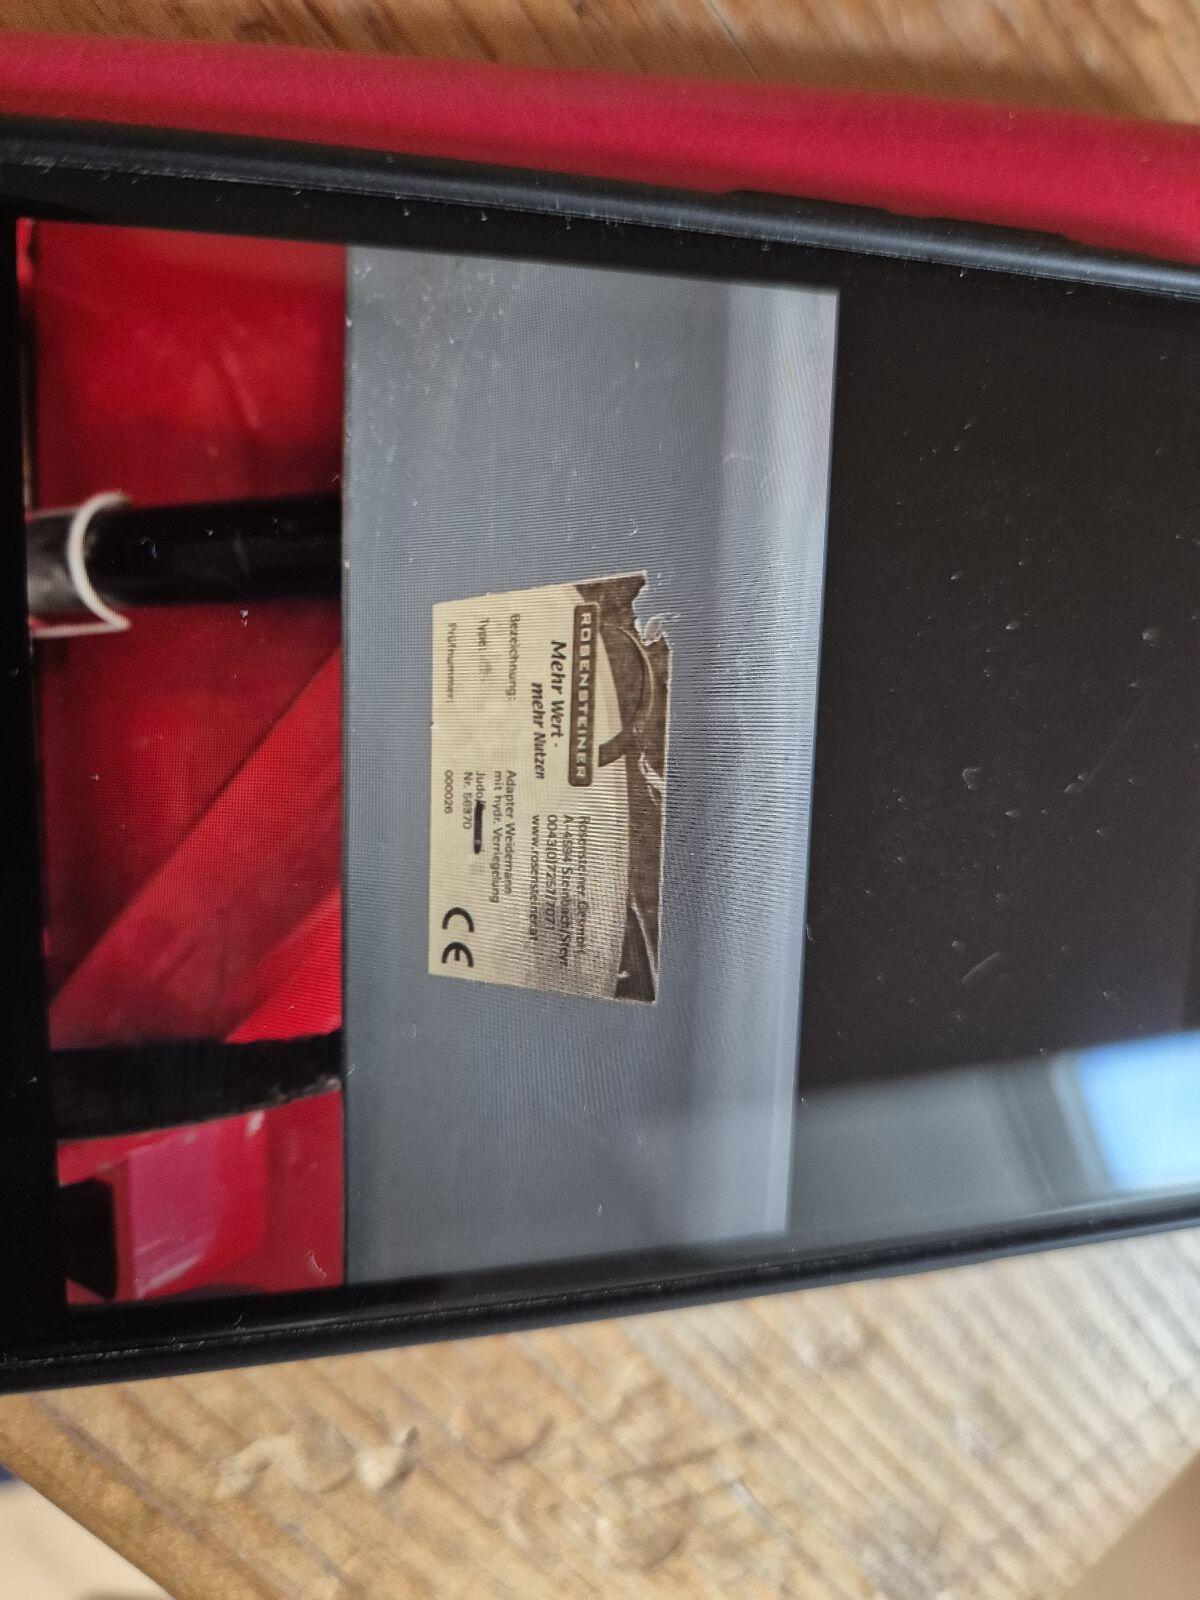 ROSENSTEINER
Mehr Wert -
mehr Nutzen
Rosensteiner GesmbH
A-4594 Steinbach/Steyr
0043(0)7257/7071
www.rosensteiner.at
Bezeichnung:
Adapter Weidemann
mit hydr. Verriegelung
Type:
Judo
Nr.
Prüfnummer:
000026
CE